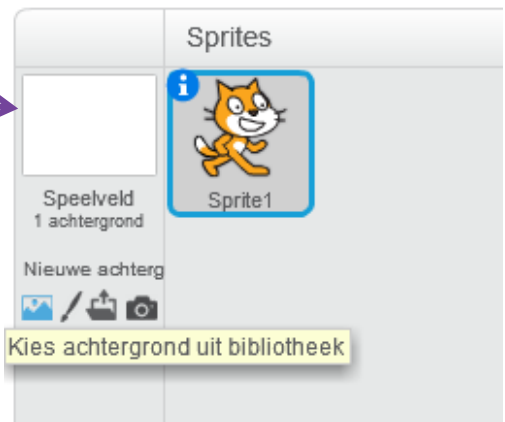 Sprites
i
Sprite1
Speelveld
1 achtergrond
Nieuwe achterg
Kies achtergrond uit bibliotheek